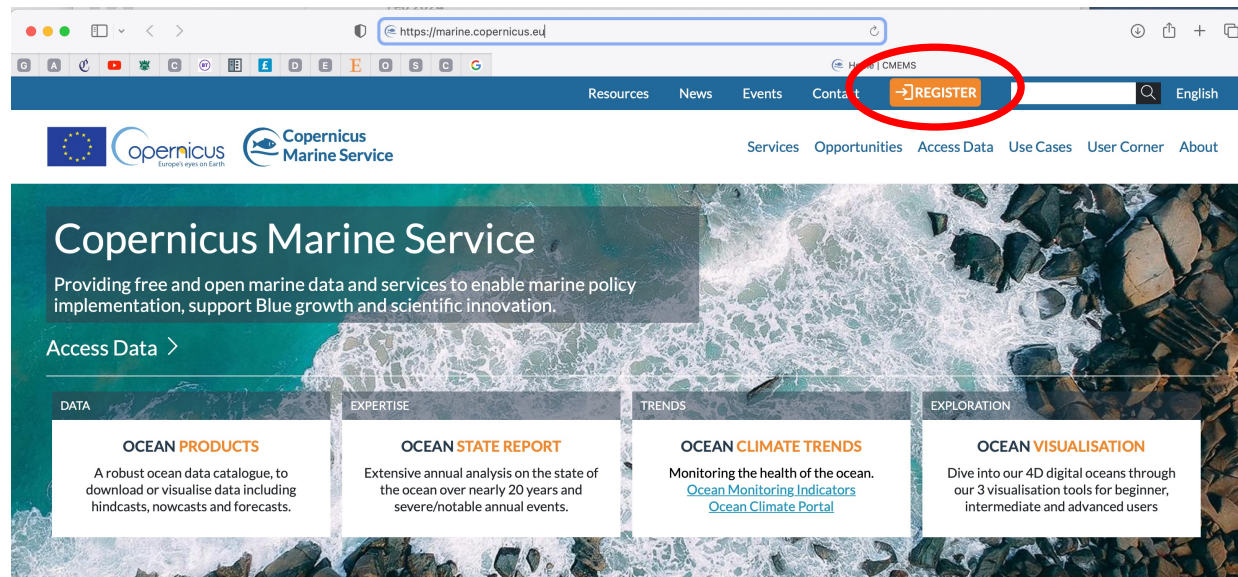 Feb 2024
https://marine.copernicus.eu
G A BT £ D E E O S C G
Home | CMEMS
Resources News Events Contact REGISTER English
opernicus
Europe's eyes on Earth
Copernicus
Marine Service
Services Opportunities Access Data Use Cases User Corner About
Copernicus Marine Service
Providing free and open marine data and services to enable marine policy
implementation, support Blue growth and scientific innovation.
Access Data >
DATA
OCEAN PRODUCTS
A robust ocean data catalogue, to
download or visualise data including
hindcasts, nowcasts and forecasts.
EXPERTISE
OCEAN STATE REPORT
Extensive annual analysis on the state of
the ocean over nearly 20 years and
severe/notable annual events.
TRENDS
OCEAN CLIMATE TRENDS
Monitoring the health of the ocean.
Ocean Monitoring Indicators
Ocean Climate Portal
EXPLORATION
OCEAN VISUALISATION
Dive into our 4D digital oceans through
our 3 visualisation tools for beginner,
intermediate and advanced users